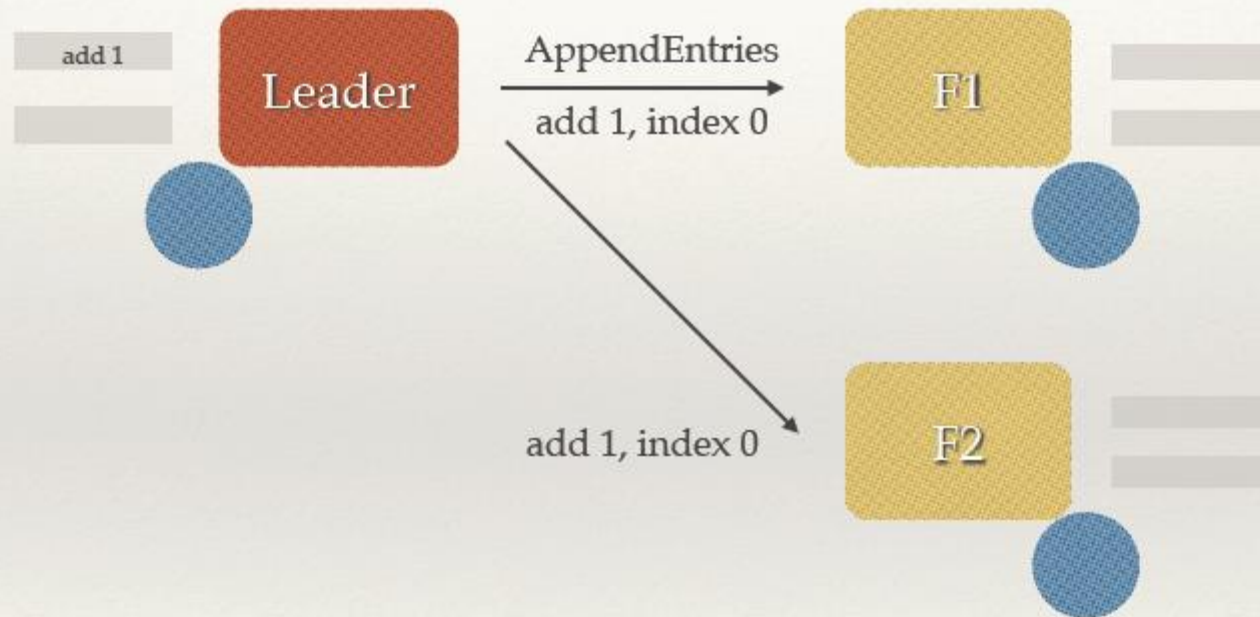 add 1
Leader
AppendEntries
add 1, index 0
F1
add 1, index 0
F2